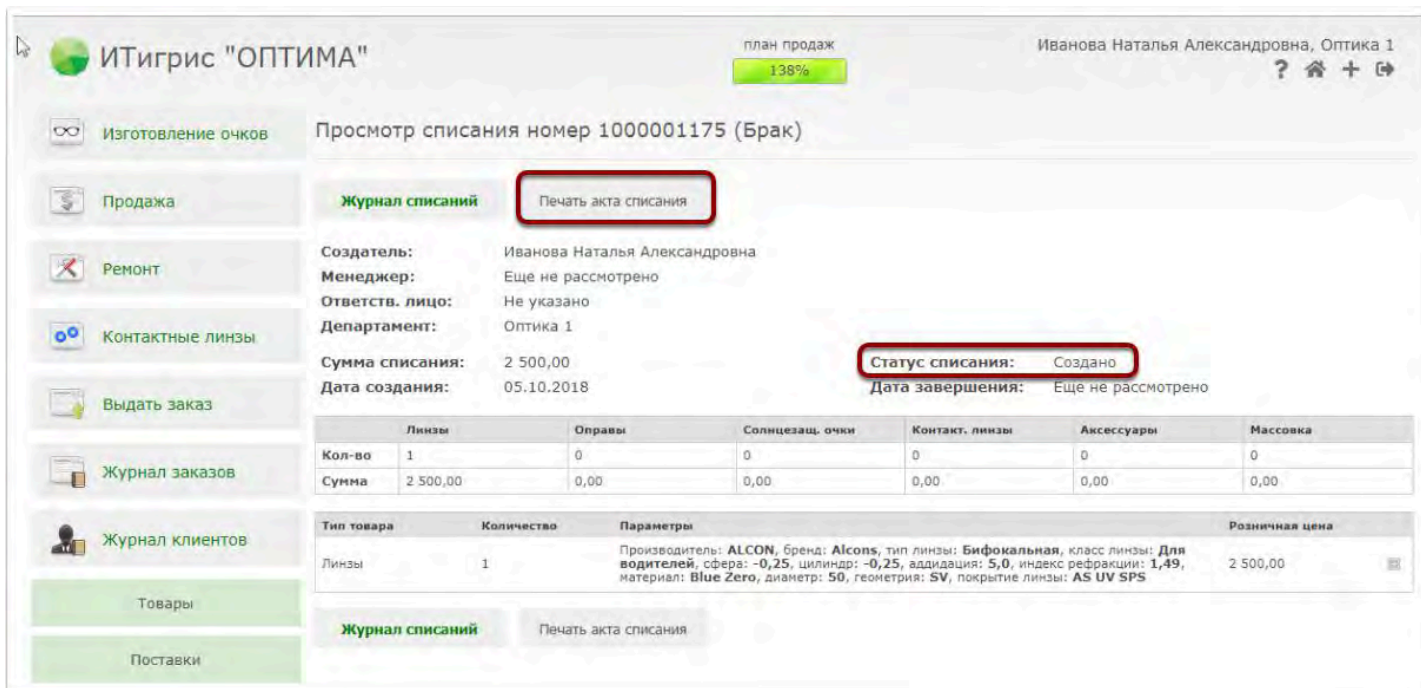 ИТигрис "ОПТИМА"
план продаж
138%
Иванова Наталья Александровна, Оптика 1
?
Изготовление очков
Продажа
Ремонт
Контактные линзы
Выдать заказ
Журнал заказов
Журнал клиентов
Товары
Поставки
Просмотр списания номер 1000001175 (Брак)
Журнал списаний Печать акта списания
Создатель: Иванова Наталья Александровна
Менеджер: Еще не рассмотрено
Ответств. лицо: Не указано
Департамент: Оптика 1
Сумма списания: 2 500,00 Статус списания: Создано
Дата создания: 05.10.2018 Дата завершения: Еще не рассмотрено
Линзы Оправы Солнцезащ. очки Контакт. линзы Аксессуары Массовка
Кол-во 1 0 0 0 0 0
Сумма 2 500,00 0,00 0,00 0,00 0,00 0,00
Тип товара Количество Параметры Розничная цена
Линзы 1 Производитель: ALCON, бренд: Alcons, тип линзы: Бифокальная, класс линзы: Для
водителей, сфера: -0,25, цилиндр: -0,25, аддидация: 5,0, индекс рефракции: 1,49, 2 500,00
материал: Blue Zero, диаметр: 50, геометрия: SV, покрытие линзы: AS UV SPS
Журнал списаний Печать акта списания